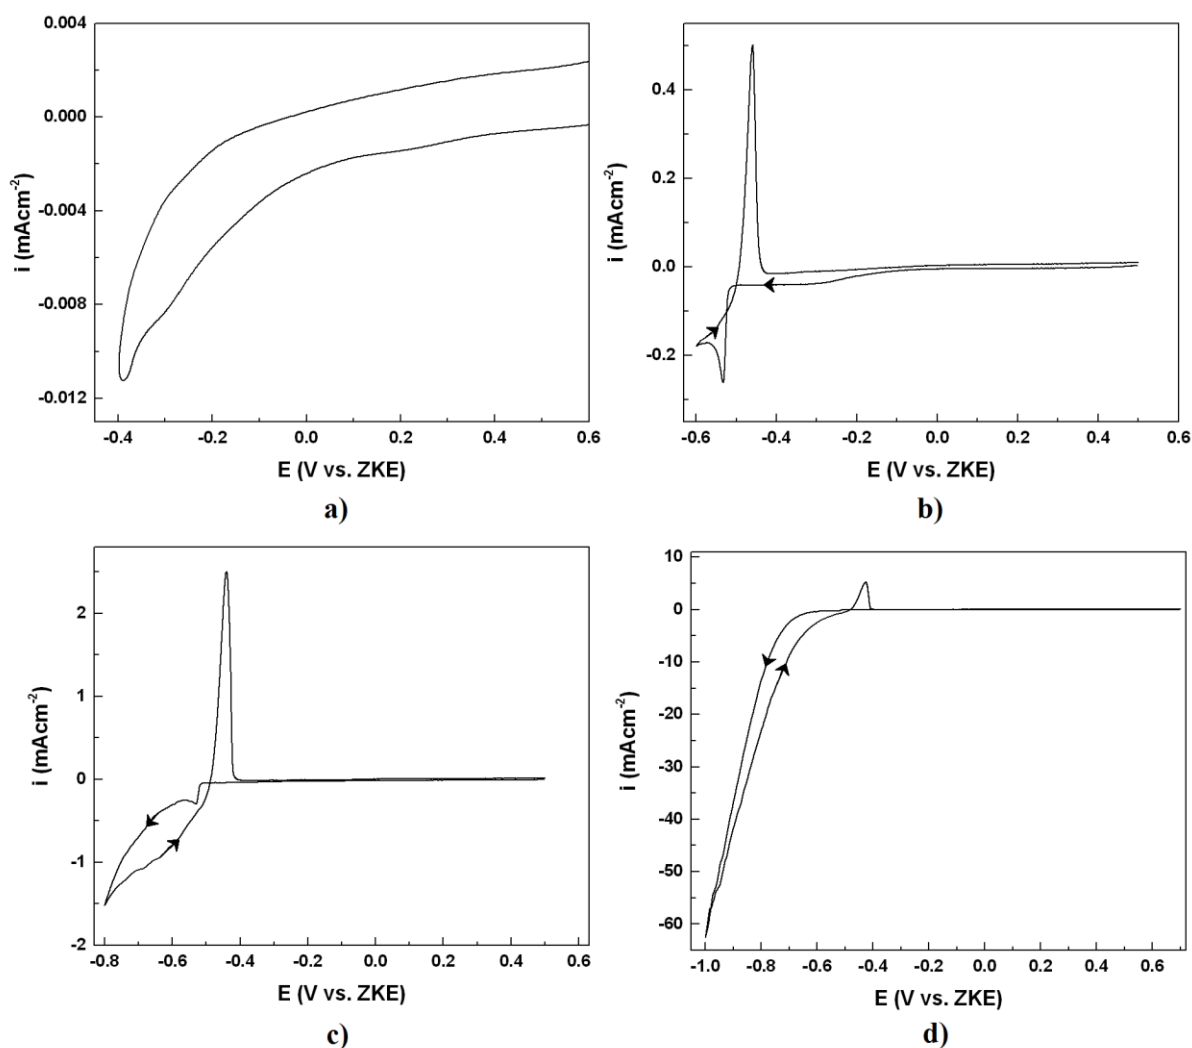 0.004
0.000
-0.004
-0.008
-0.012
i (mAcm-2)
-0.4 -0.2 0.0 0.2 0.4 0.6
E (V vs. ZKE)
a)
0.4
0.2
0.0
-0.2
i (mAcm-2)
-0.6 -0.4 -0.2 0.0 0.2 0.4 0.6
E (V vs. ZKE)
b)
2
1
0
-1
-2
i (mAcm-2)
-0.8 -0.6 -0.4 -0.2 0.0 0.2 0.4 0.6
E (V vs. ZKE)
c)
10
0
-10
-20
-30
-40
-50
-60
i (mAcm-2)
-1.0 -0.8 -0.6 -0.4 -0.2 0.0 0.2 0.4 0.6
E (V vs. ZKE)
d)